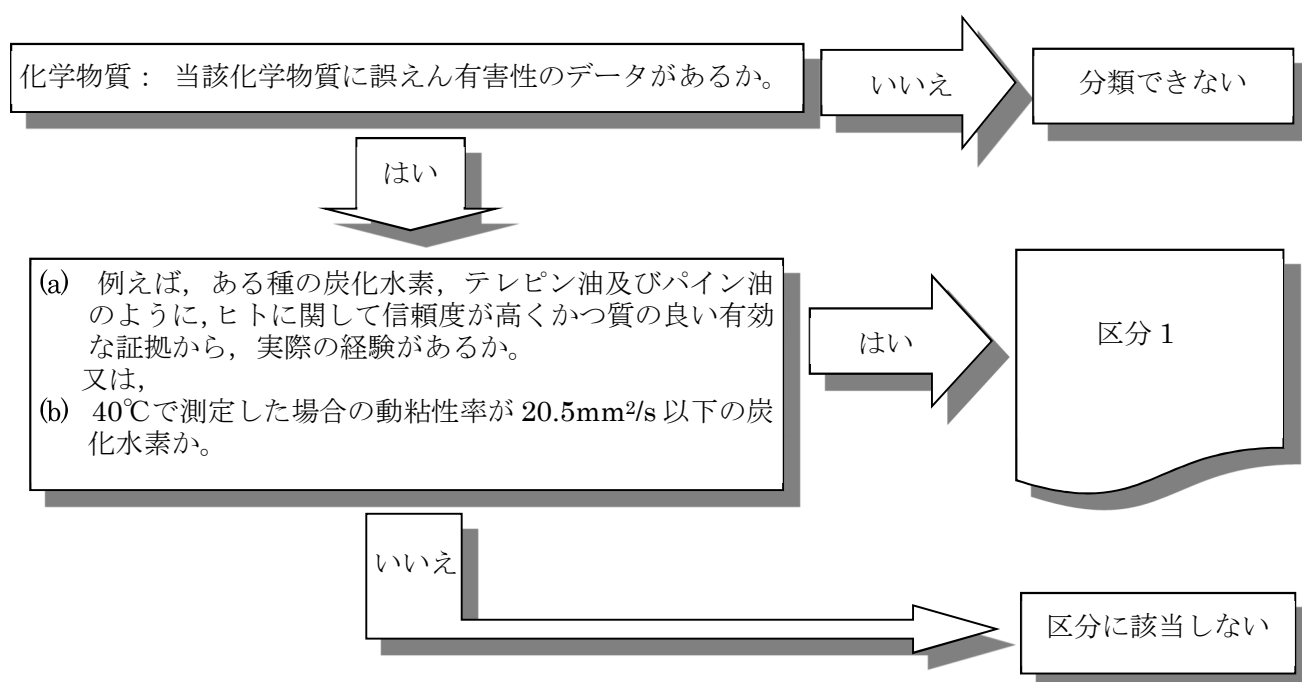 化学物質： 当該化学物質に誤えん有害性のデータがあるか。
いいえ
分類できない
はい
(a) 例えば，ある種の炭化水素，テレピン油及びパイン油
のように，ヒトに関して信頼度が高くかつ質の良い有効
な証拠から，実際の経験があるか。
又は，
(b) 40℃で測定した場合の動粘性率が 20.5mm²/s 以下の炭
化水素か。
はい
区分 1
いいえ
区分に該当しない